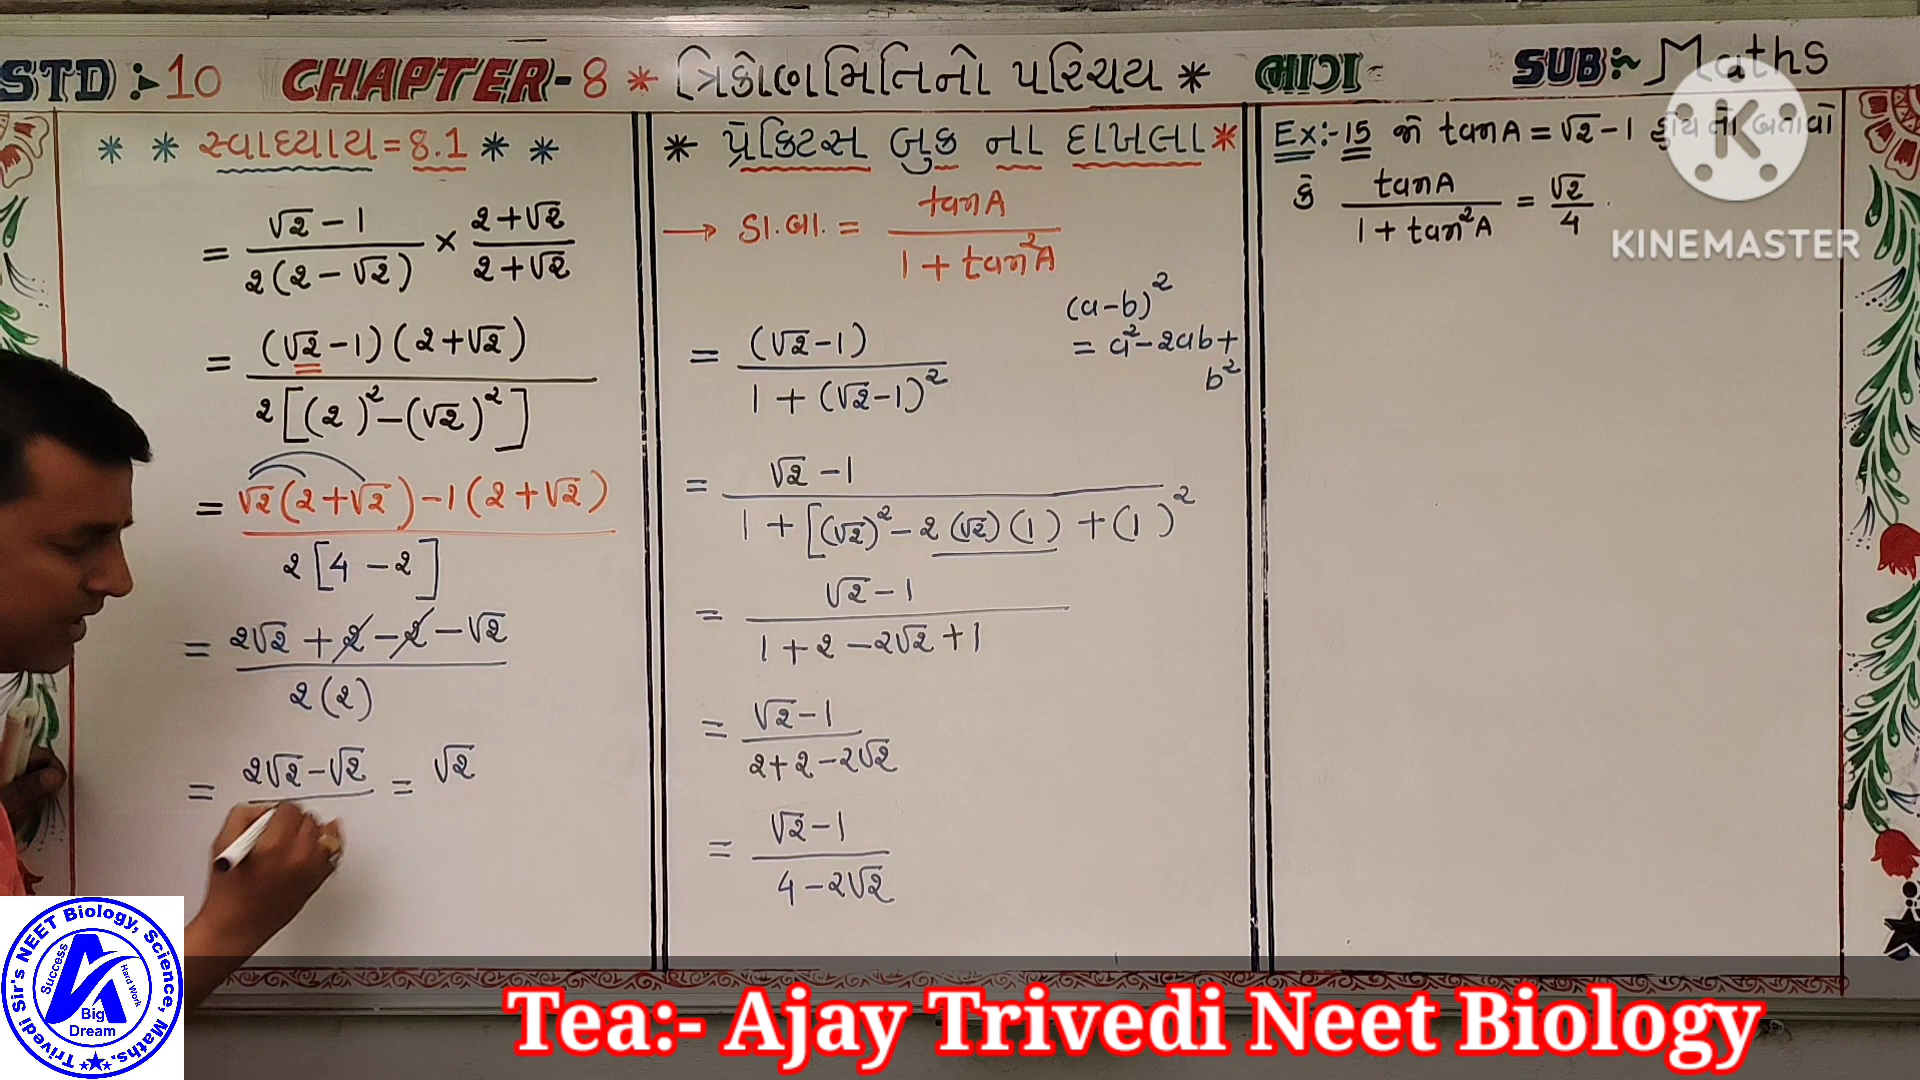 STD :- 10 CHAPTER-8 * ત્રિકોણમિતિનો પરિચય * ભાગ - SUB :~ Maths
* * સ્વાધ્યાય = 8.1 * *
= √2 - 1 / 2(2 - √2) × 2+√2 / 2+√2
= (√2 - 1)(2+√2) / 2[(2)² - (√2)²]
= √2(2+√2) - 1(2+√2) / 2[4 - 2]
= 2√2 + 2 - 2 - √2 / 2(2)
= 2√2 - √2 = √2
* પ્રેક્ટિસ બુક ના દાખલા *
→ ડા.બા. = tanA / 1 + tan²A
(a-b)²
= a² - 2ab +
b²
= (√2-1) / 1 + (√2-1)²
= √2 - 1 / 1 + [(√2)² - 2(√2)(1) + (1)²
= √2 - 1 / 1 + 2 - 2√2 + 1
= √2 - 1 / 2 + 2 - 2√2
= √2 - 1 / 4 - 2√2
Ex:- 15 જો tanA = √2 - 1 હોય તો બતાવો
કે tanA / 1 + tan²A = √2 / 4 .
K
KINEMASTER
Trivedi Sir's NEET Biology, Science, Maths.
Success
Hard Work
Big
Dream
Tea:- Ajay Trivedi Neet Biology